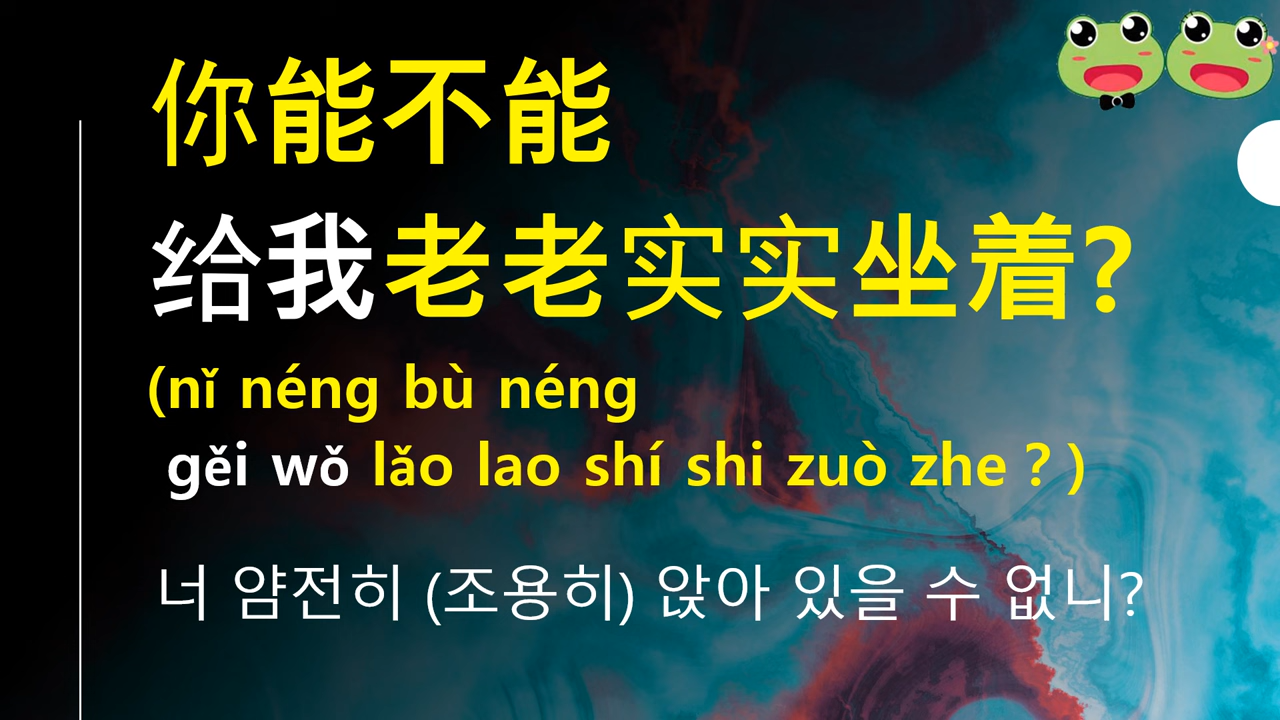 你能不能
给我老老实实坐着?
(nǐ néng bù néng
gěi wǒ lǎo lao shí shi zuò zhe？)
너 얌전히 (조용히) 앉아 있을 수 없니?